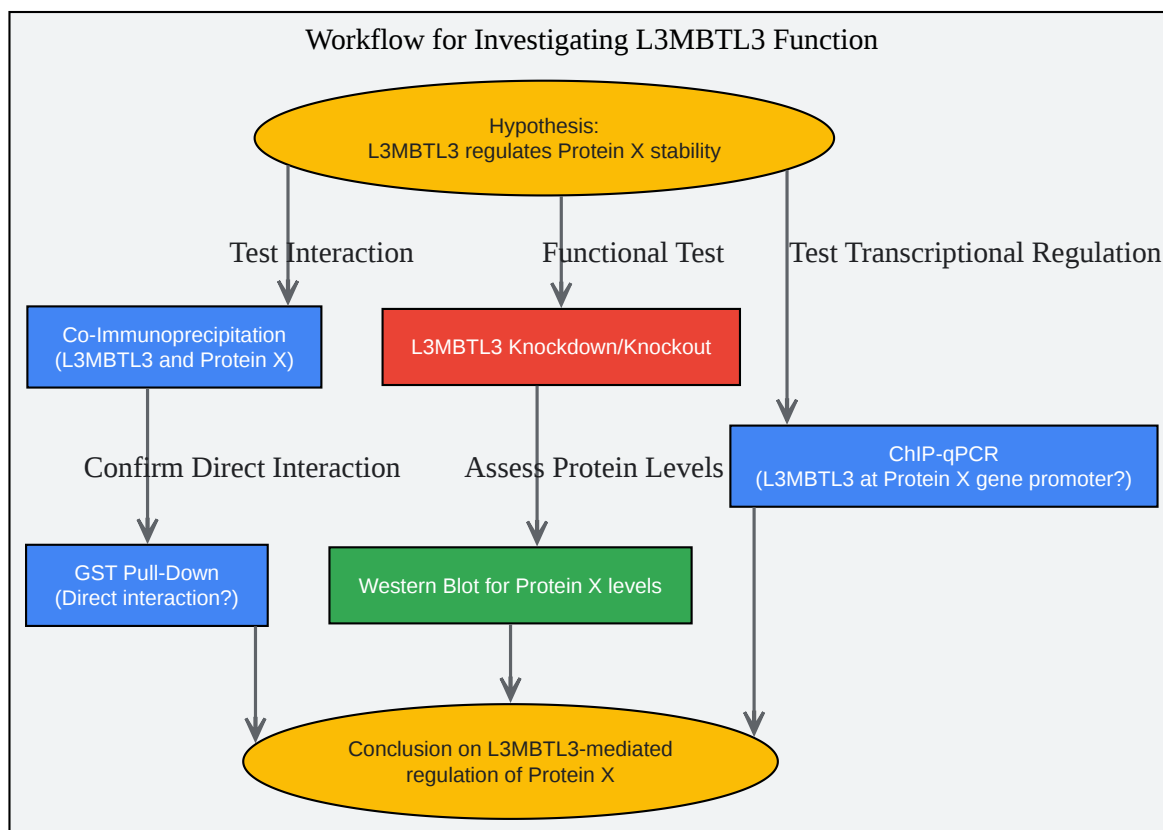 Workflow for Investigating L3MBTL3 Function
Hypothesis:
L3MBTL3 regulates Protein X stability
Test Interaction
Functional Test
Test Transcriptional Regulation
Co-Immunoprecipitation
(L3MBTL3 and Protein X)
L3MBTL3 Knockdown/Knockout
ChIP-qPCR
(L3MBTL3 at Protein X gene promoter?)
Confirm Direct Interaction
Assess Protein Levels
GST Pull-Down
(Direct interaction?)
Western Blot for Protein X levels
Conclusion on L3MBTL3-mediated
regulation of Protein X